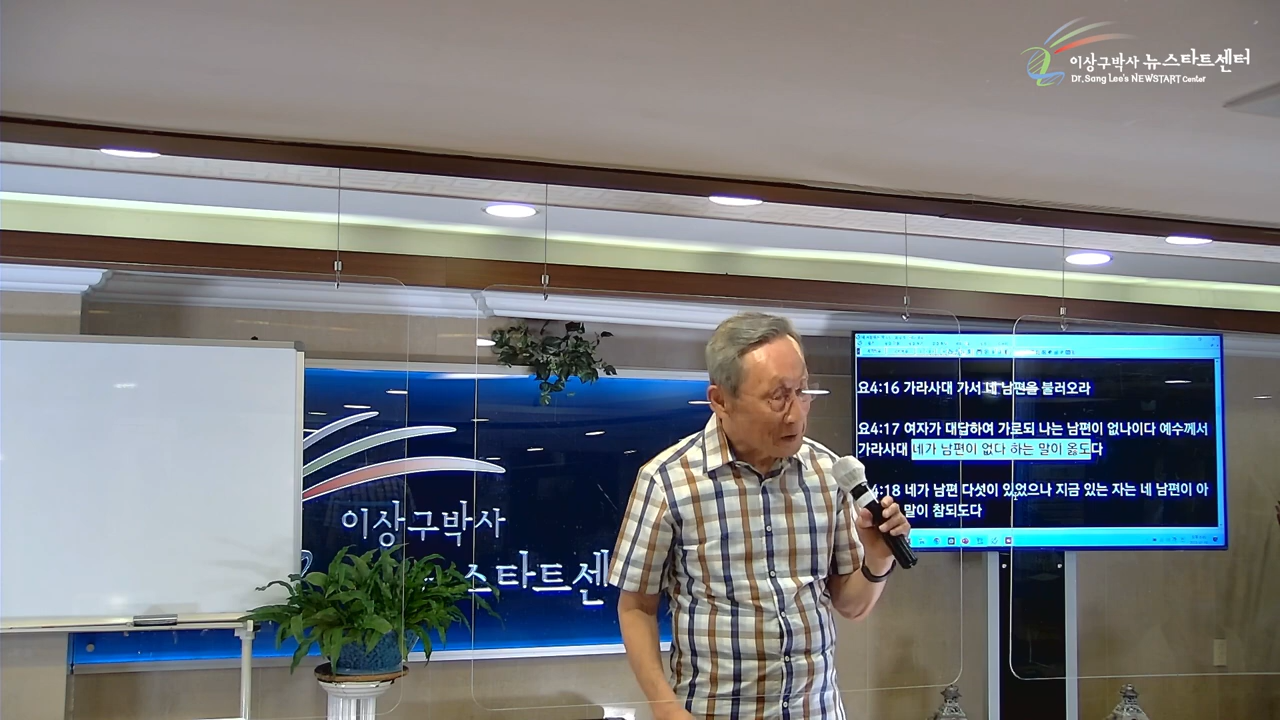 이상구박사 뉴스타트센터
Dr. Sang Lee's NEWSTART Center
요4:16 가라사대 가서 네 남편을 불러오라
요4:17 여자가 대답하여 가로되 나는 남편이 없나이다 예수께서
가라사대 네가 남편이 없다 하는 말이 옳도다
4:18 네가 남편 다섯이 있었으나 지금 있는 자는 네 남편이 아
말이 참되도다
이상구박사
스타트센